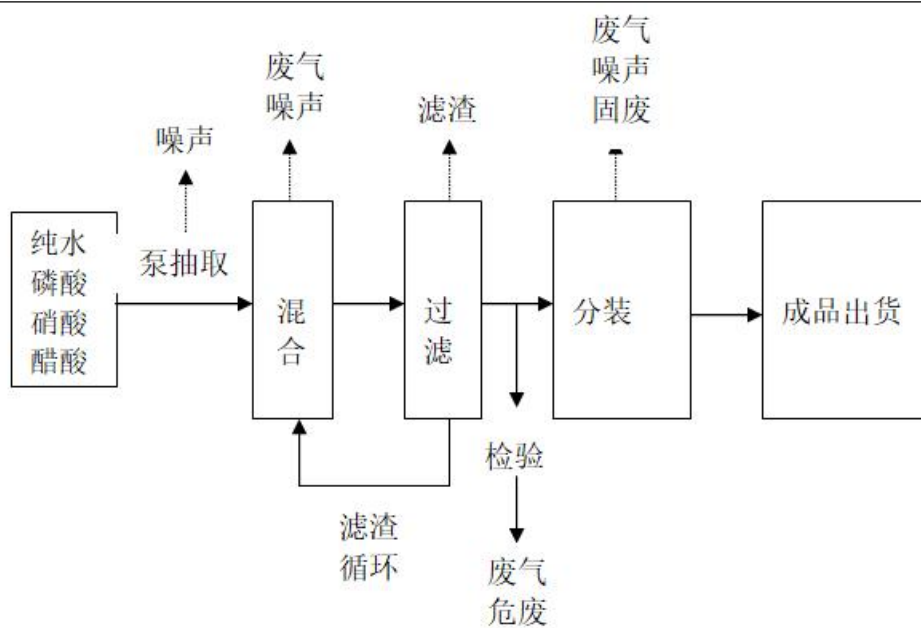 废气
噪声
固废
废气
噪声
滤渣
噪声
纯水
磷酸
硝酸
醋酸
泵抽取
混
合
过
滤
分装
成品出货
检验
滤渣
循环
废气
危废